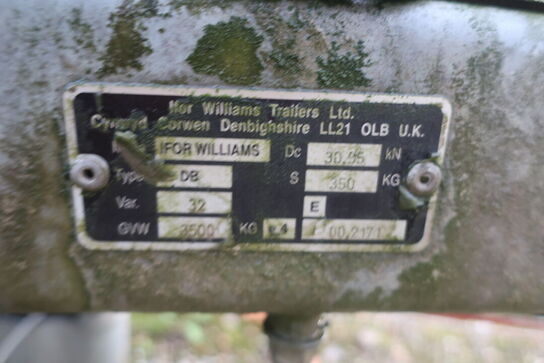 Ifor Williams Trailers Ltd.
Cynwyd Corwen Denbighshire LL21 OLB U.K.
IFOR WILLIAMS Dc 30,95 kN
Type DB S 350 KG
Var. 32 E
GVW 3500 KG e4 00,2171